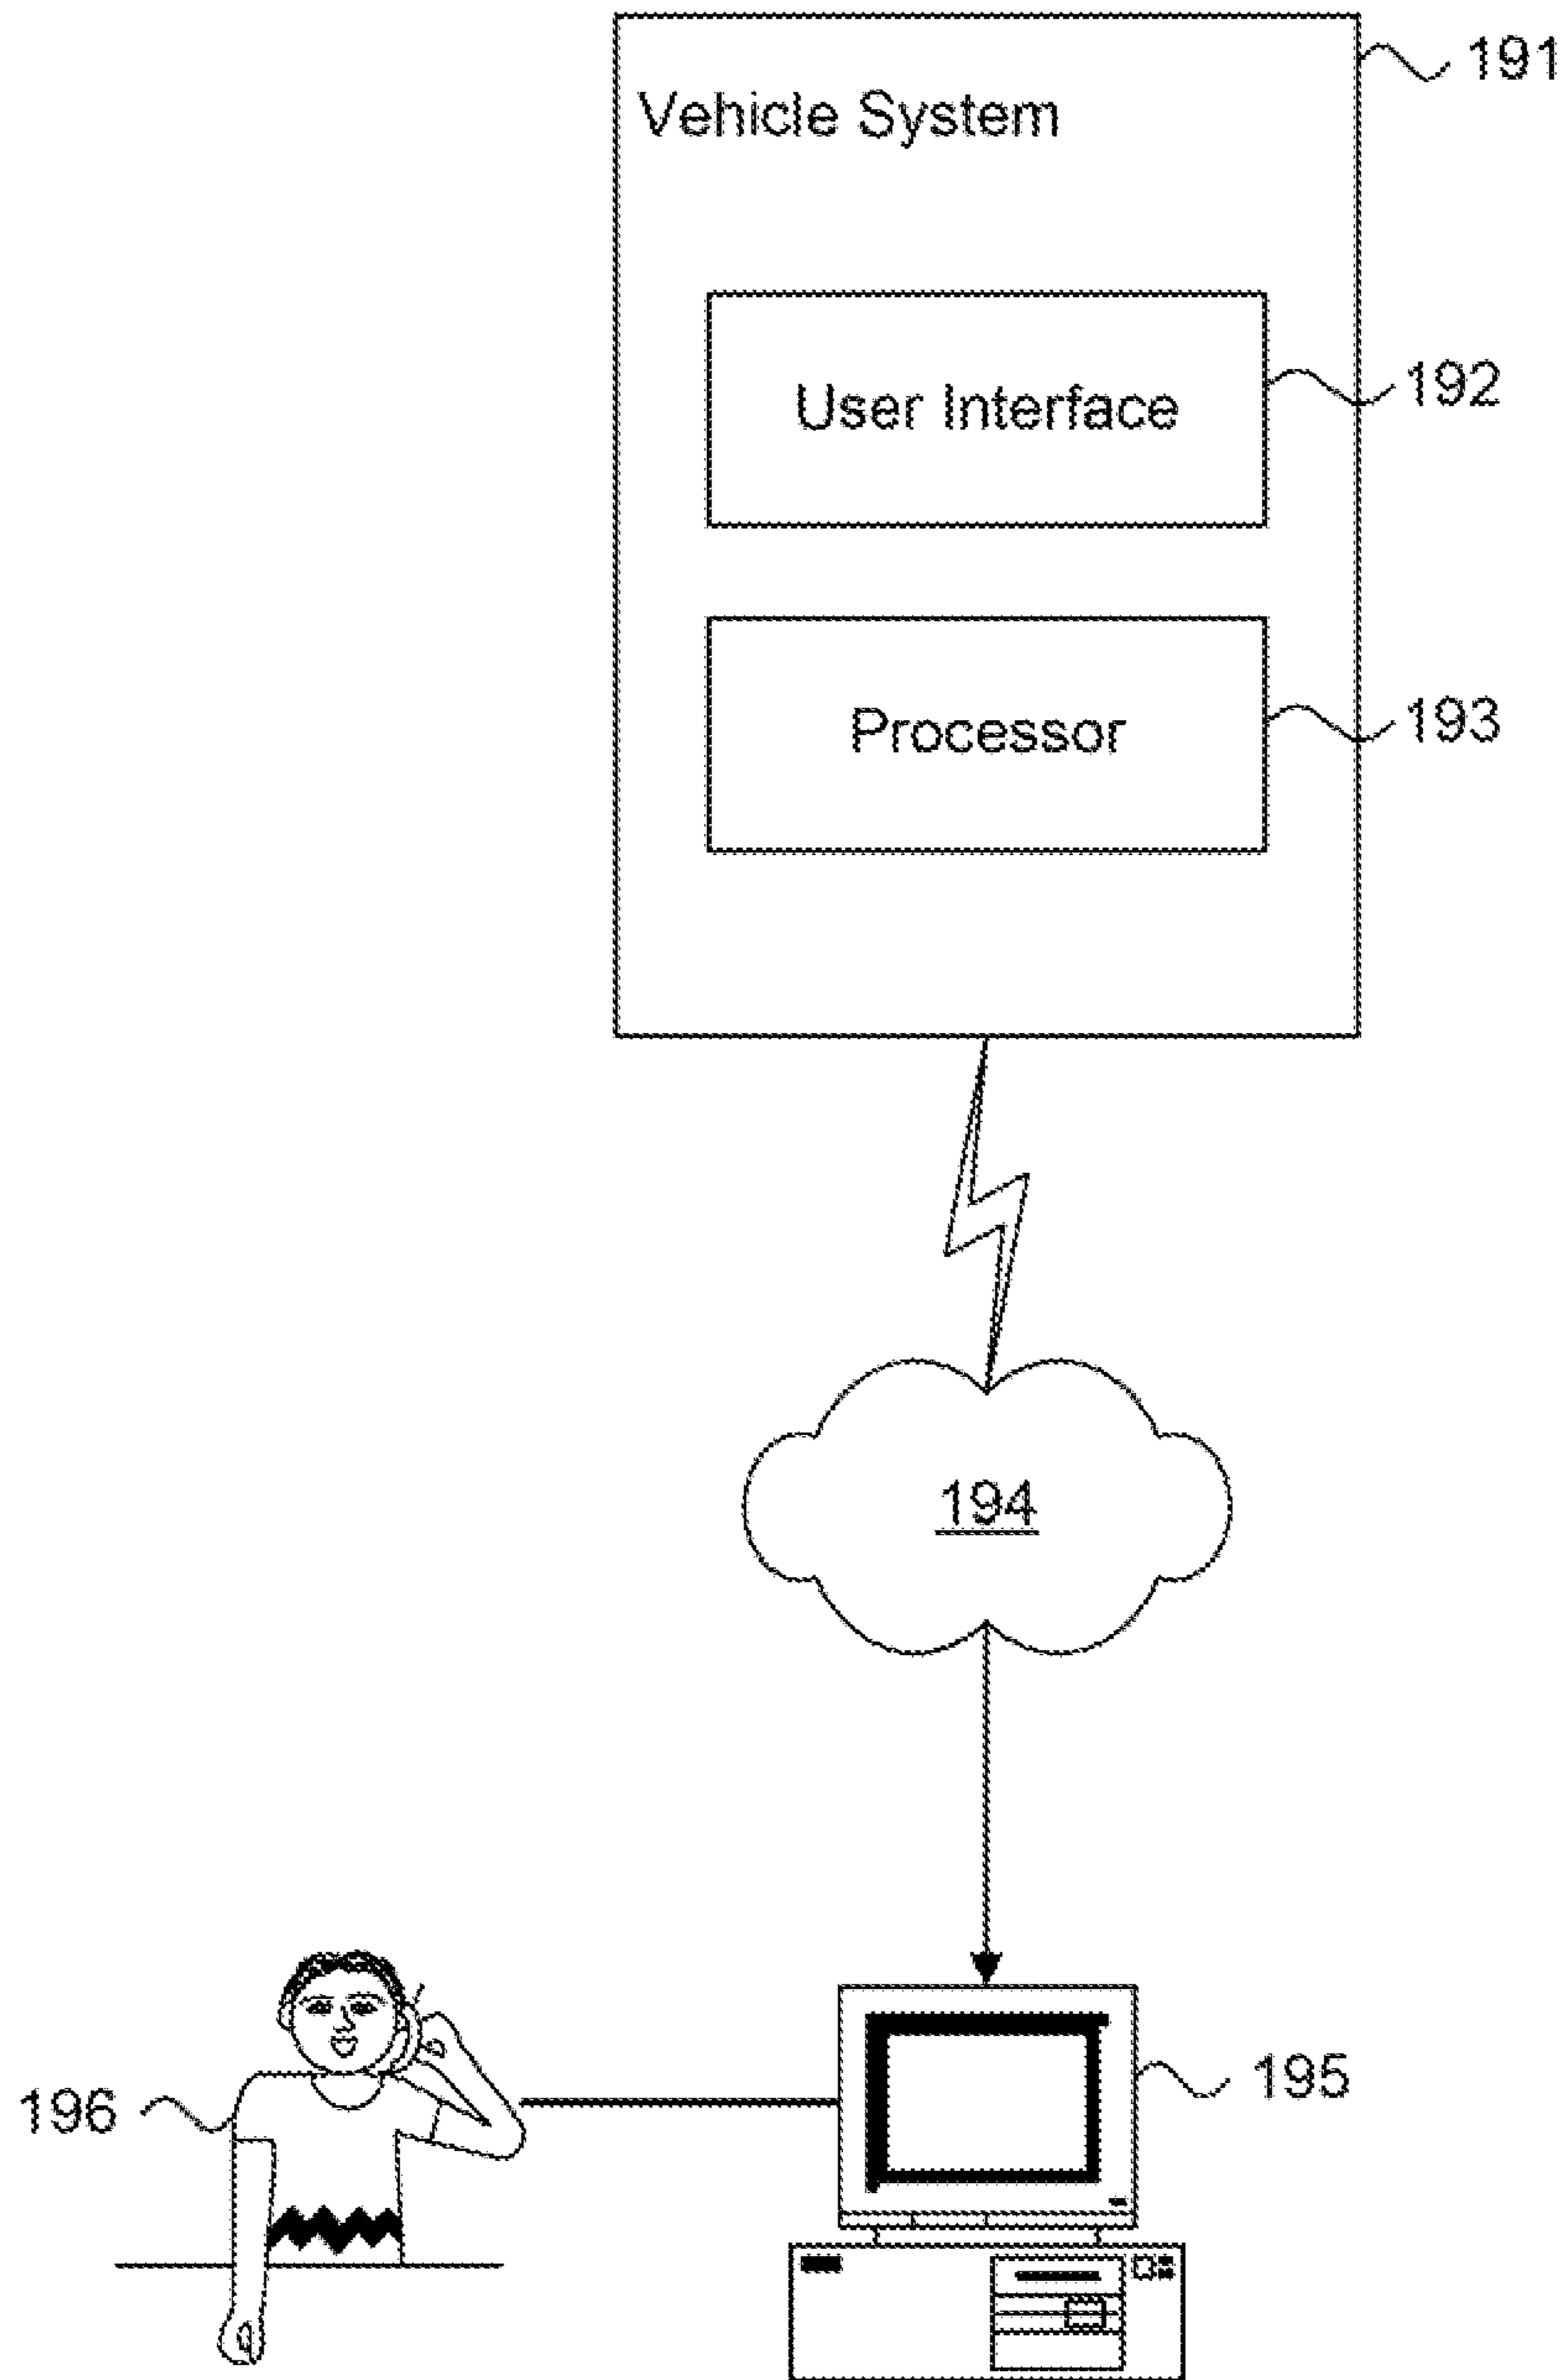 191
Vehicle System
User Interface
192
Processor
193
194
195
196